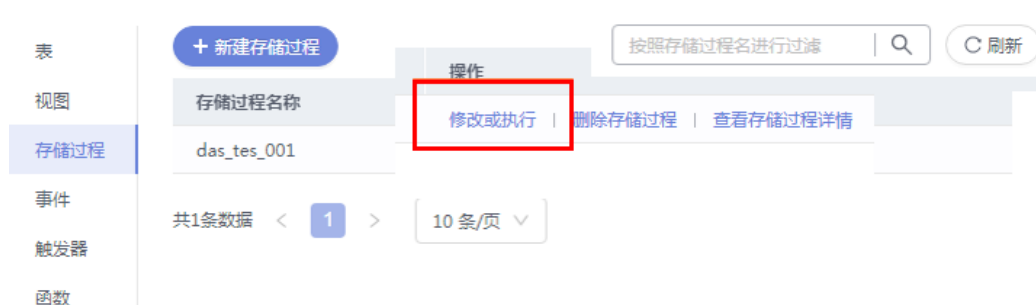 表
视图
存储过程
事件
触发器
函数
+ 新建存储过程
按照存储过程名进行过滤
刷新
存储过程名称
操作
das_tes_001
修改或执行 | 删除存储过程 | 查看存储过程详情
共1条数据 < 1 > 10 条/页